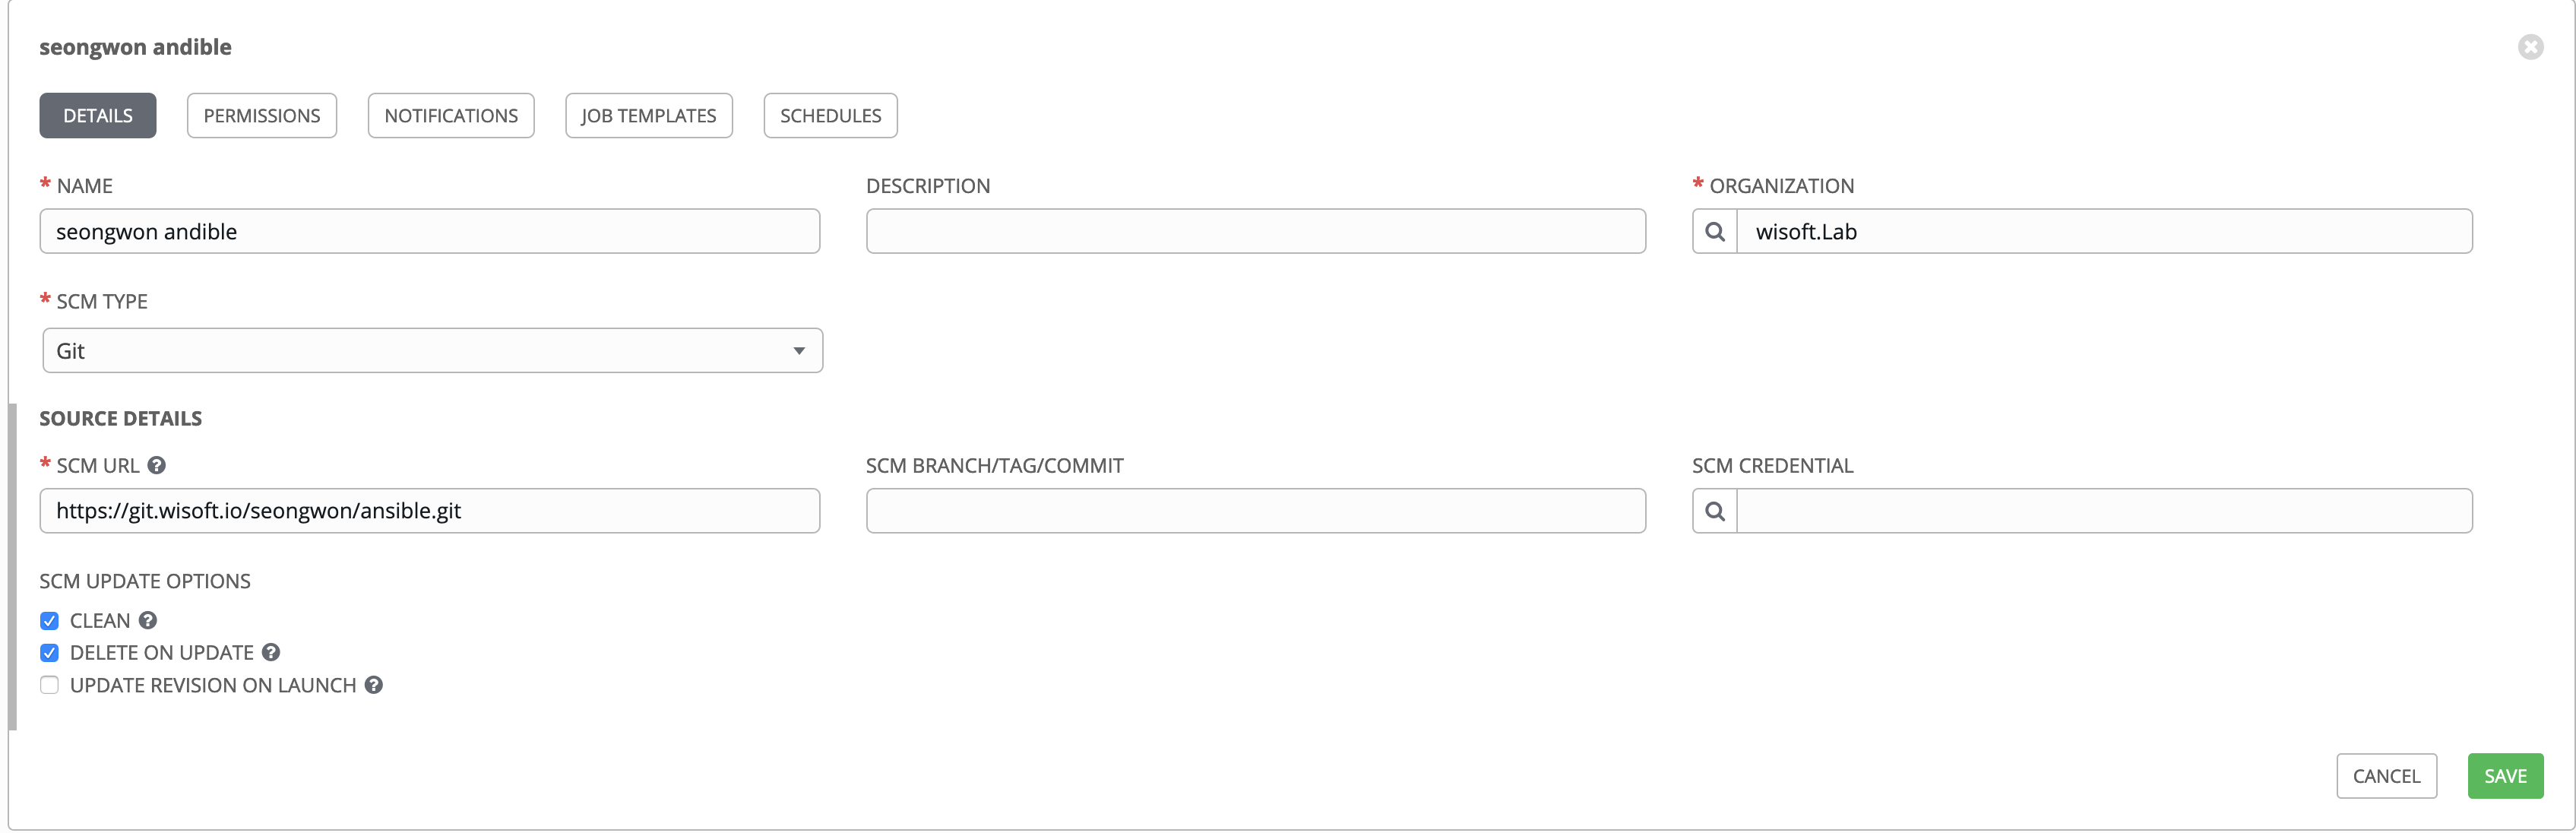 seongwon andible
DETAILS PERMISSIONS NOTIFICATIONS JOB TEMPLATES SCHEDULES
* NAME DESCRIPTION * ORGANIZATION
seongwon andible wisoft.Lab
* SCM TYPE
Git
SOURCE DETAILS
* SCM URL ? SCM BRANCH/TAG/COMMIT SCM CREDENTIAL
https://git.wisoft.io/seongwon/ansible.git
SCM UPDATE OPTIONS
CLEAN ?
DELETE ON UPDATE ?
UPDATE REVISION ON LAUNCH ?
CANCEL SAVE